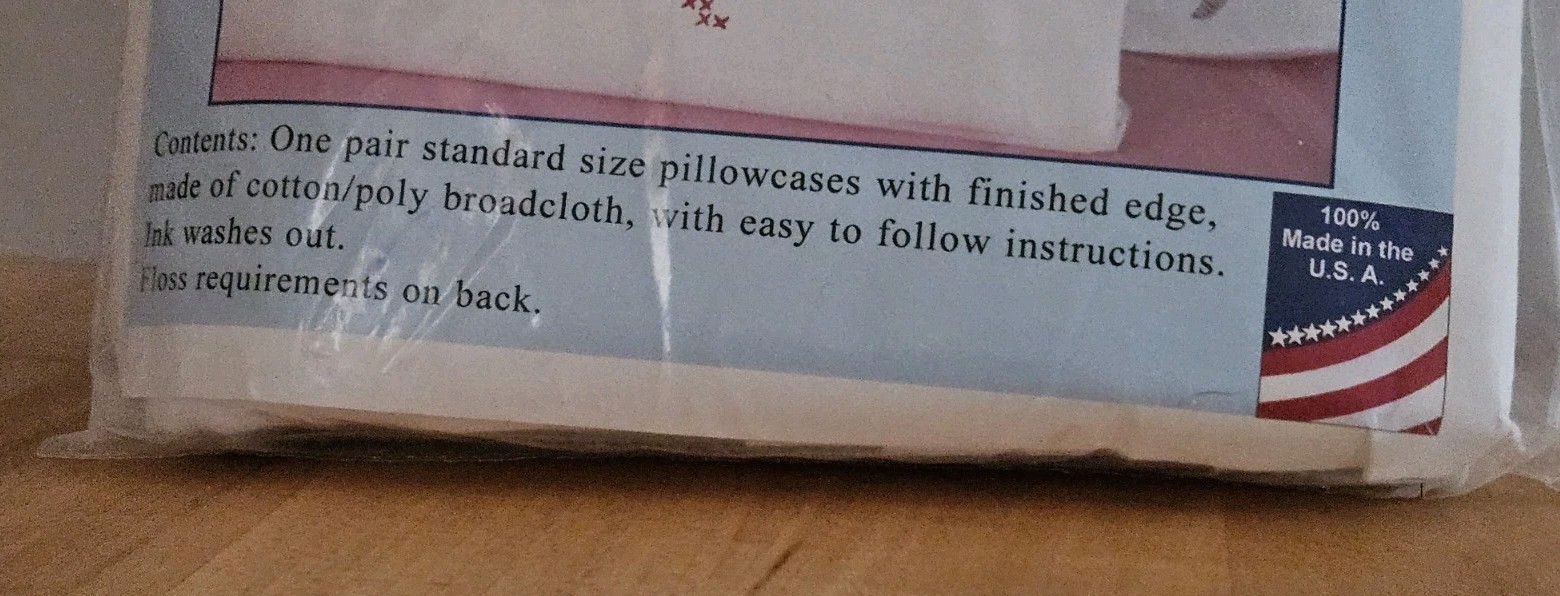 Contents: One pair standard size pillowcases with finished edge,
made of cotton/poly broadcloth, with easy to follow instructions.
Ink washes out.
Floss requirements on back.
100%
Made in the
U.S.A.